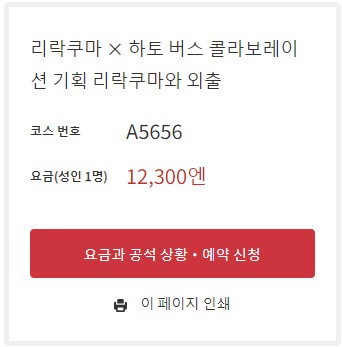 리락쿠마 × 하토 버스 콜라보레이
션 기획 리락쿠마와 외출
코스 번호 A5656
요금(성인 1명) 12,300엔
요금과 공석 상황・예약 신청
이 페이지 인쇄